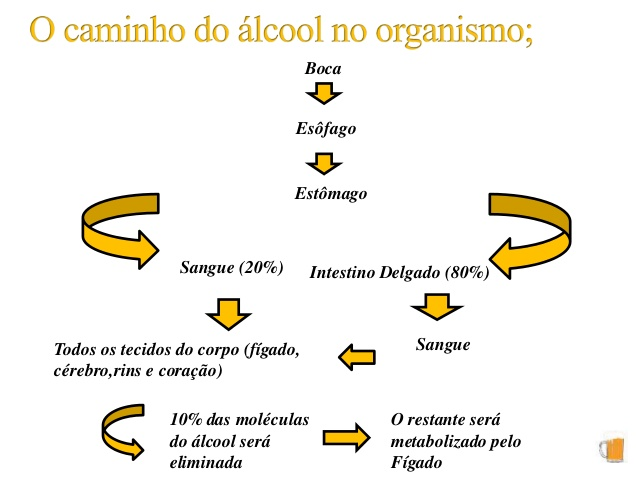 O caminho do álcool no organismo;
Boca
Esôfago
Estômago
Sangue (20%)
Intestino Delgado (80%)
Sangue
Todos os tecidos do corpo (fígado,
cérebro,rins e coração)
10% das moléculas
do álcool será
eliminada
O restante será
metabolizado pelo
Fígado